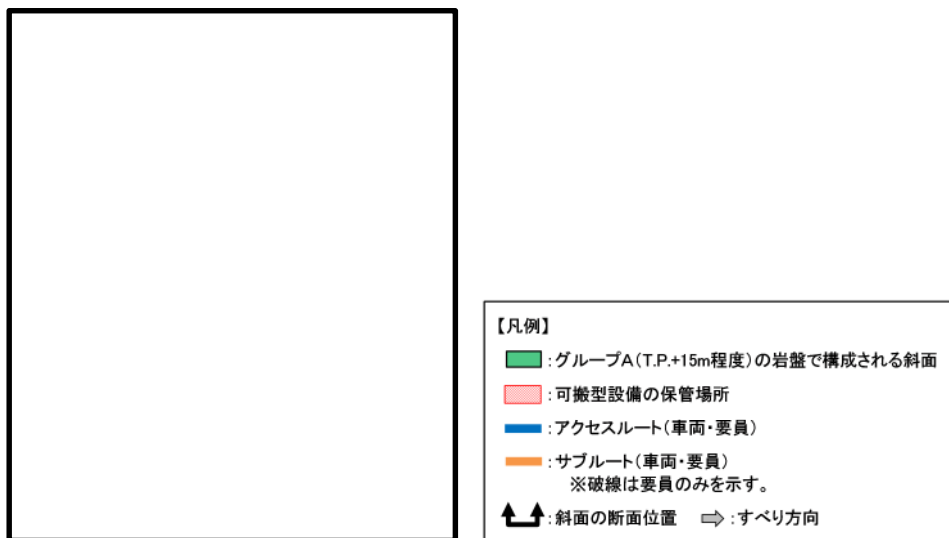 【凡例】
：グループA（T.P.+15m程度）の岩盤で構成される斜面
：可搬型設備の保管場所
：アクセスルート（車両・要員）
：サブルート（車両・要員）
※破線は要員のみを示す。
：斜面の断面位置　：すべり方向